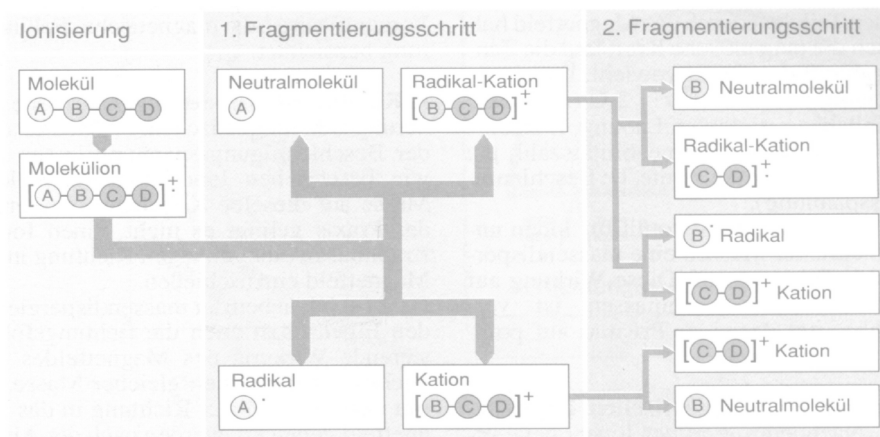 Ionisierung
1. Fragmentierungsschritt
2. Fragmentierungsschritt
Molekül
A B C D
Molekülion
[A B C D]+·
Neutralmolekül
A
Radikal-Kation
[B C D]+·
Radikal
A·
Kation
[B C D]+
B Neutralmolekül
Radikal-Kation
[C D]+·
B· Radikal
[C D]+ Kation
[C D]+ Kation
B Neutralmolekül